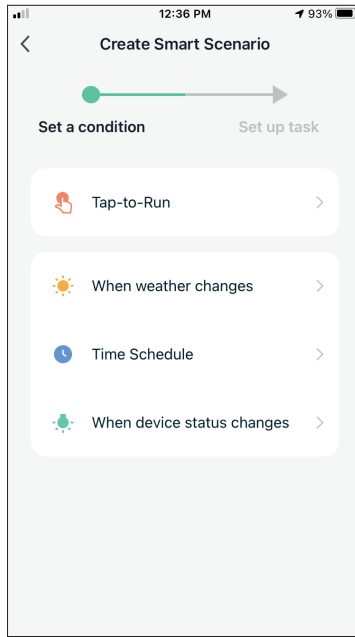 12:36 PM 93%
Create Smart Scenario
Set a condition Set up task
Tap-to-Run
When weather changes
Time Schedule
When device status changes